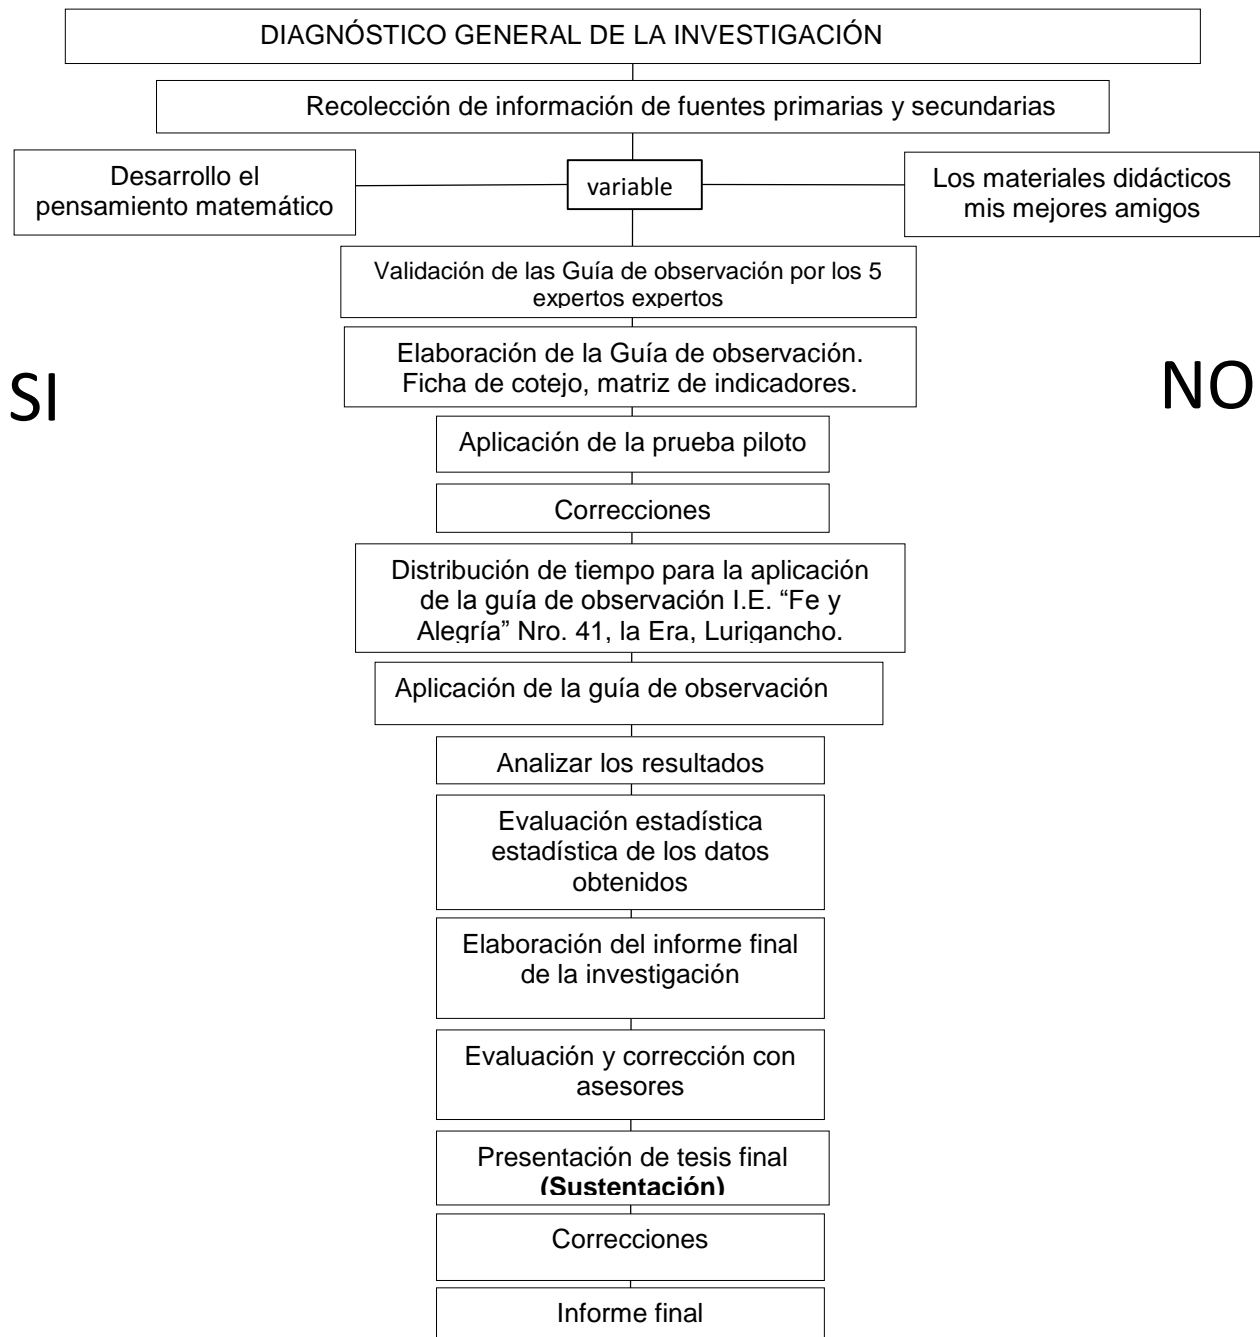 DIAGNÓSTICO GENERAL DE LA INVESTIGACIÓN
Recolección de información de fuentes primarias y secundarias
Desarrollo el
pensamiento matemático
variable
Los materiales didácticos
mis mejores amigos
Validación de las Guía de observación por los 5
expertos expertos
Elaboración de la Guía de observación.
Ficha de cotejo, matriz de indicadores.
SI
NO
Aplicación de la prueba piloto
Correcciones
Distribución de tiempo para la aplicación
de la guía de observación I.E. “Fe y
Alegría” Nro. 41, la Era, Lurigancho.
Aplicación de la guía de observación
Analizar los resultados
Evaluación estadística
estadística de los datos
obtenidos
Elaboración del informe final
de la investigación
Evaluación y corrección con
asesores
Presentación de tesis final
(Sustentación)
Correcciones
Informe final